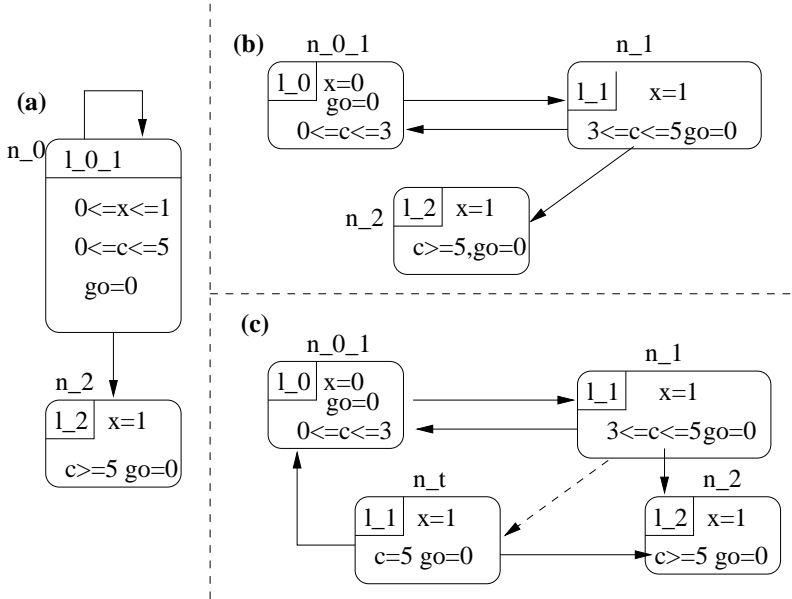 (a)
n_0
l_0_1
0<=x<=1
0<=c<=5
go=0
n_2
l_2 x=1
c>=5 go=0
(b)
n_0_1
l_0 x=0
go=0
0<=c<=3
n_1
l_1 x=1
3<=c<=5go=0
n_2
l_2 x=1
c>=5,go=0
(c)
n_0_1
l_0 x=0
go=0
0<=c<=3
n_1
l_1 x=1
3<=c<=5go=0
n_t
l_1 x=1
c=5 go=0
n_2
l_2 x=1
c>=5 go=0